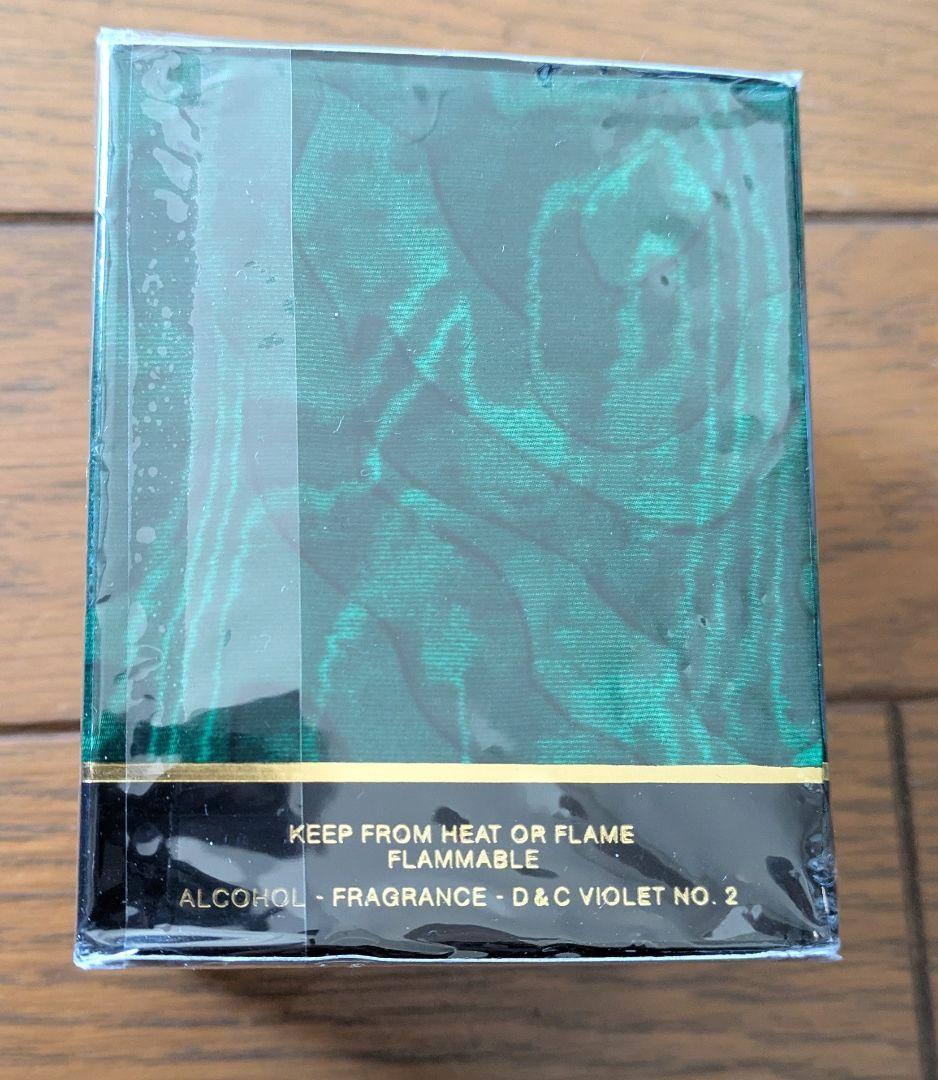 KEEP FROM HEAT OR FLAME
FLAMMABLE
ALCOHOL - FRAGRANCE - D & C VIOLET NO. 2